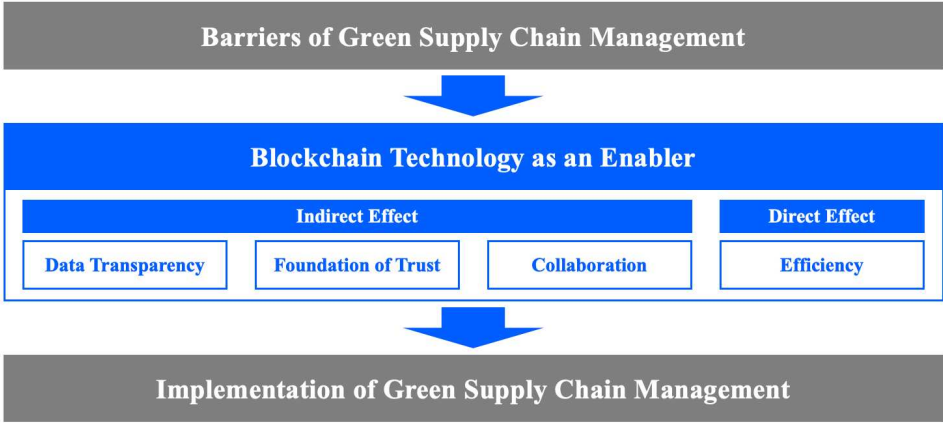 Barriers of Green Supply Chain Management
Blockchain Technology as an Enabler
Indirect Effect
Direct Effect
Data Transparency
Foundation of Trust
Collaboration
Efficiency
Implementation of Green Supply Chain Management